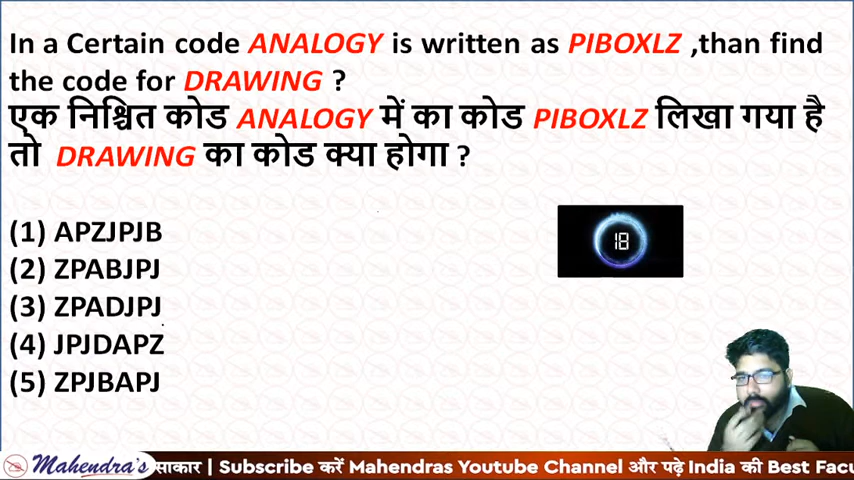 In a Certain code ANALOGY is written as PIBOXLZ ,than find
the code for DRAWING ?
एक निश्चित कोड ANALOGY में का कोड PIBOXLZ लिखा गया है
तो DRAWING का कोड क्या होगा ?
(1) APZJPJB
(2) ZPABJPJ
18
(3) ZPADJPJ
(4) JPJDAPZ
(5) ZPJBAPJ
Mahendra's साकार | Subscribe करें Mahendras Youtube Channel और पढ़े India की Best Facu